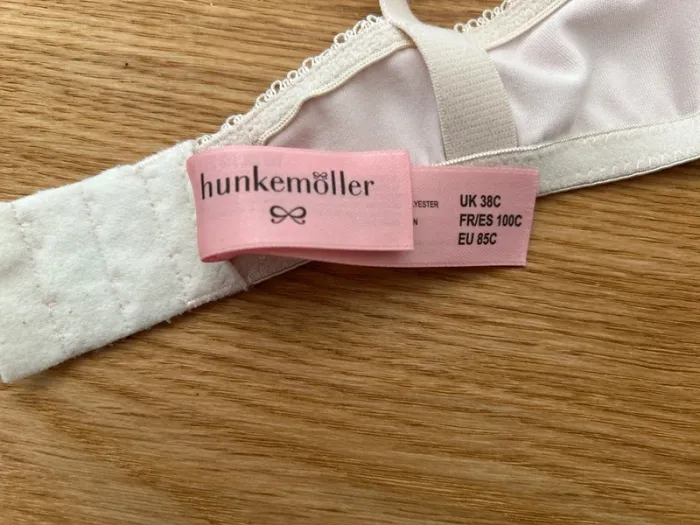 hunkemöller
UK 38C
FR/ES 100C
EU 85C